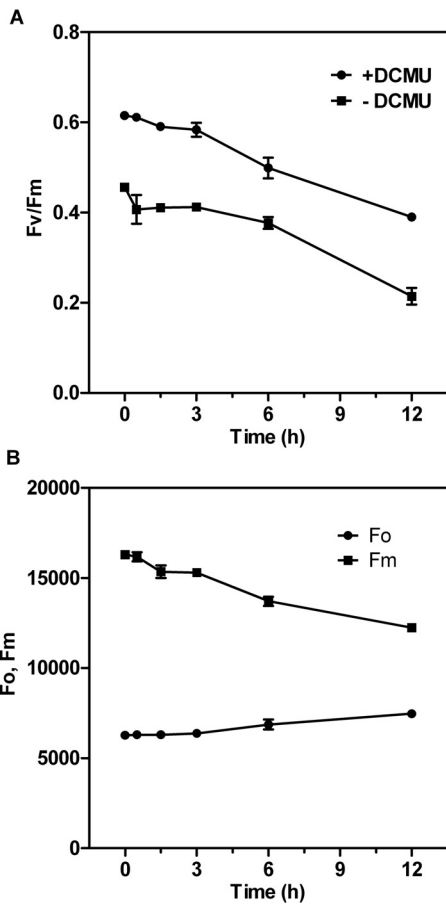 A
0.8
+DCMU
- DCMU
0.6
Fv/Fm
0.4
0.2
0.0
0 3 6 9 12
Time (h)
B
20000
Fo
Fm
15000
Fo, Fm
10000
5000
0
0 3 6 9 12
Time (h)